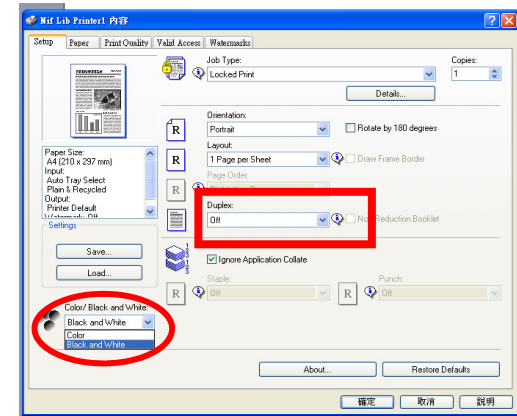 Nif Lib Printer1 內容
Setup Paper Print Quality Valid Access Watermarks
Job Type:
Locked Print
Copies:
1
Details...
Orientation:
Portrait
Rotate by 180 degrees
Layout:
1 Page per Sheet
Draw Frame Border
Page Order:
Paper Size:
A4 (210 x 297 mm)
Input:
Auto Tray Select
Plain & Recycled
Output:
Printer Default
Watermark: Off
Duplex:
Off
Non Reduction Booklet
Settings
Save...
Load...
Ignore Application Collate
Staple:
Off
Punch:
Off
Color/ Black and White:
Black and White
Color
Black and White
About...
Restore Defaults
確定
取消
說明